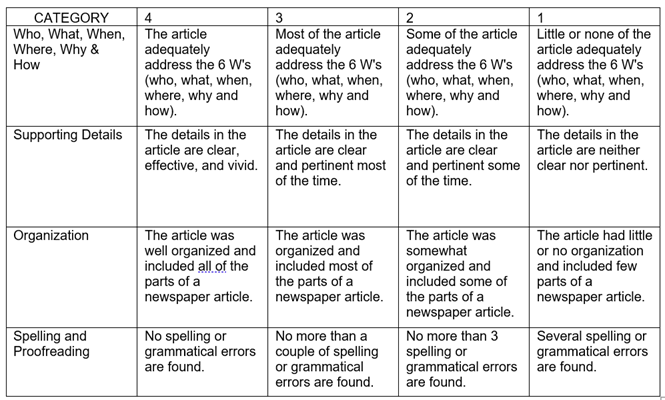 CATEGORY 4 3 2 1
Who, What, When,
Where, Why &
How
The article
adequately
address the 6 W's
(who, what, when,
where, why and
how).
Most of the article
adequately
address the 6 W's
(who, what, when,
where, why and
how).
Some of the article
adequately
address the 6 W's
(who, what, when,
where, why and
how).
Little or none of the
article adequately
address the 6 W's
(who, what, when,
where, why and
how).
Supporting Details
The details in the
article are clear,
effective, and vivid.
The details in the
article are clear
and pertinent most
of the time.
The details in the
article are clear
and pertinent some
of the time.
The details in the
article are neither
clear nor pertinent.
Organization
The article was
well organized and
included all of the
parts of a
newspaper article.
The article was
organized and
included most of
the parts of a
newspaper article.
The article was
somewhat
organized and
included some of
the parts of a
newspaper article.
The article had little
or no organization
and included few
parts of a
newspaper article.
Spelling and
Proofreading
No spelling or
grammatical errors
are found.
No more than a
couple of spelling
or grammatical
errors are found.
No more than 3
spelling or
grammatical errors
are found.
Several spelling or
grammatical errors
are found.